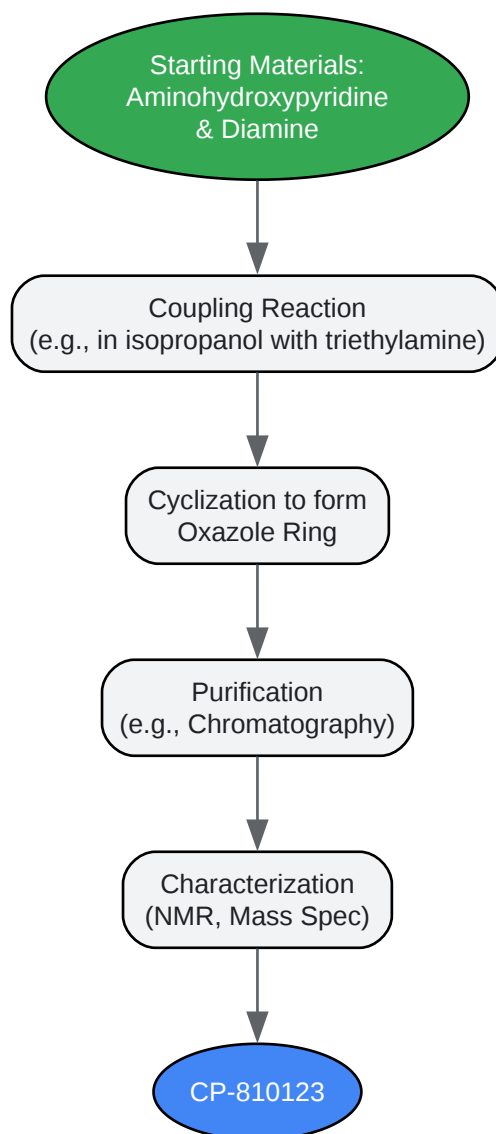 Starting Materials:
Aminohydroxypyridine
& Diamine
Coupling Reaction
(e.g., in isopropanol with triethylamine)
Cyclization to form
Oxazole Ring
Purification
(e.g., Chromatography)
Characterization
(NMR, Mass Spec)
CP-810123